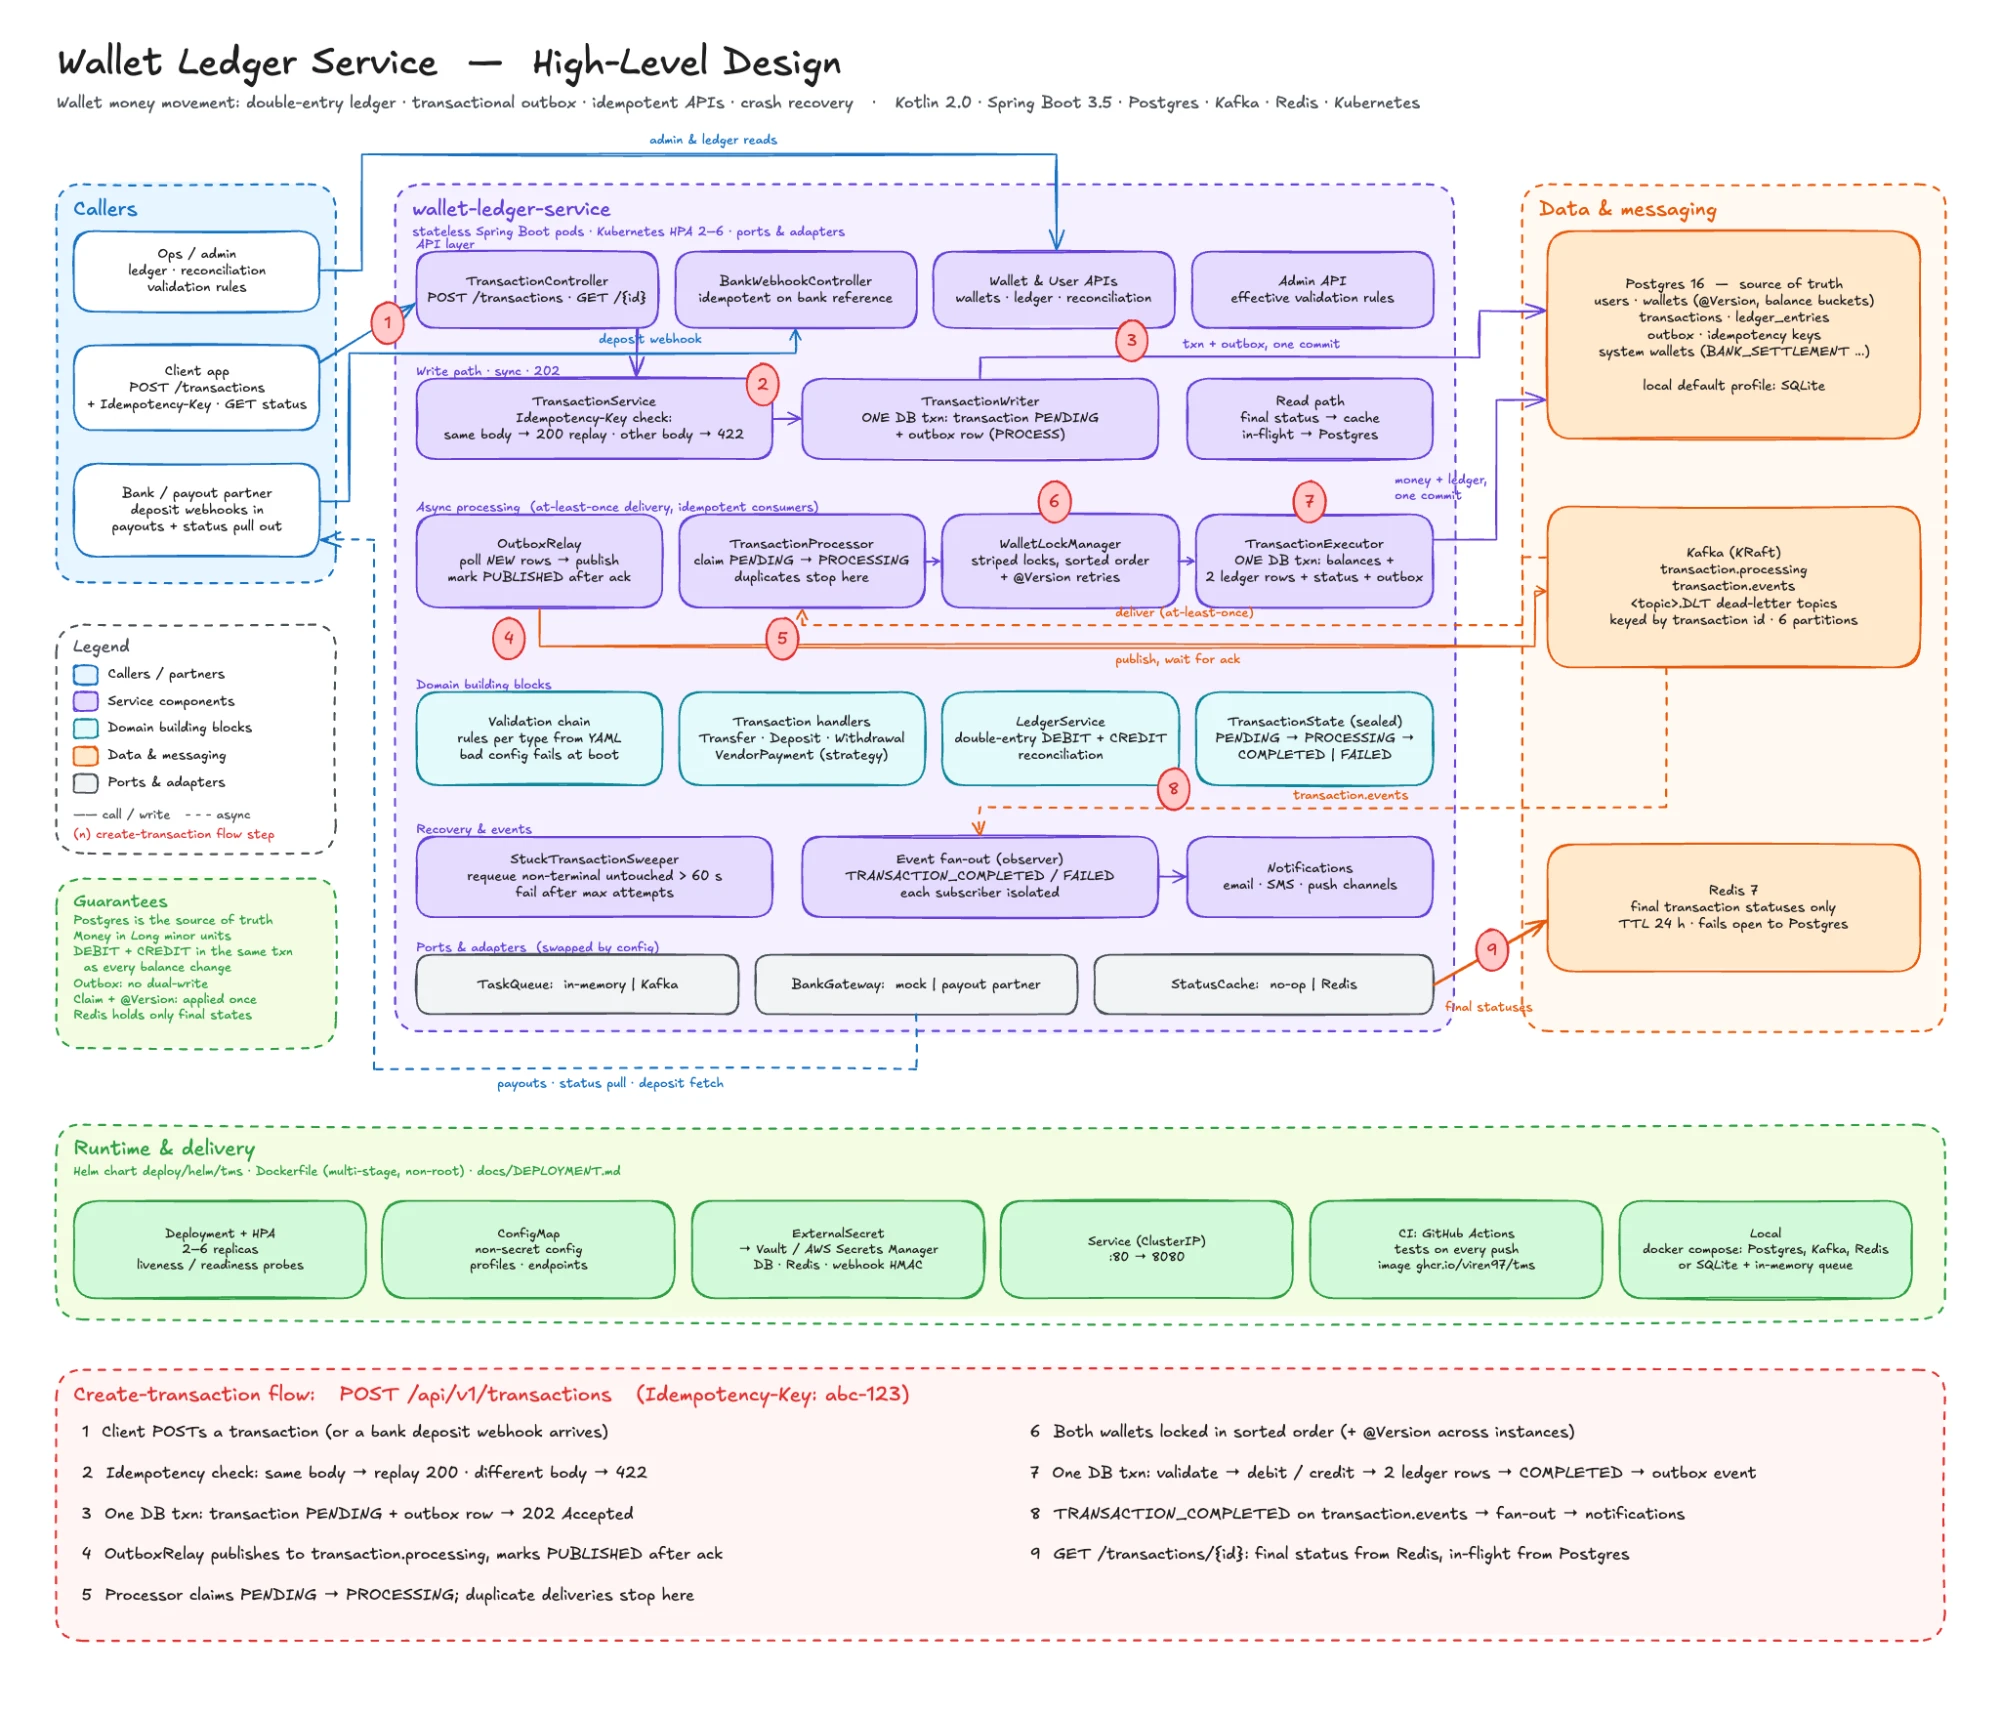 Wallet Ledger Service — High-Level Design
Wallet money movement: double-entry ledger · transactional outbox · idempotent APIs · crash recovery · Kotlin 2.0 · Spring Boot 3.5 · Postgres · Kafka · Redis · Kubernetes
admin & ledger reads
Callers
Ops / admin
ledger · reconciliation
validation rules
Client app
POST /transactions
+ Idempotency-Key · GET status
Bank / payout partner
deposit webhooks in
payouts + status pull out
1
wallet-ledger-service
stateless Spring Boot pods · Kubernetes HPA 2–6 · ports & adapters
API layer
TransactionController
POST /transactions · GET /{id}
BankWebhookController
idempotent on bank reference
Wallet & User APIs
wallets · ledger · reconciliation
Admin API
effective validation rules
deposit webhook
3
txn + outbox, one commit
Write path · sync · 202
2
TransactionService
Idempotency-Key check:
same body → 200 replay · other body → 422
TransactionWriter
ONE DB txn: transaction PENDING
+ outbox row (PROCESS)
Read path
final status → cache
in-flight → Postgres
money + ledger,
one commit
6
7
Async processing (at-least-once delivery, idempotent consumers)
OutboxRelay
poll NEW rows → publish
mark PUBLISHED after ack
TransactionProcessor
claim PENDING → PROCESSING
duplicates stop here
WalletLockManager
striped locks, sorted order
+ @Version retries
TransactionExecutor
ONE DB txn: balances +
2 ledger rows + status + outbox
deliver (at-least-once)
4
5
publish, wait for ack
Domain building blocks
Validation chain
rules per type from YAML
bad config fails at boot
Transaction handlers
Transfer · Deposit · Withdrawal
VendorPayment (strategy)
LedgerService
double-entry DEBIT + CREDIT
reconciliation
TransactionState (sealed)
PENDING → PROCESSING →
COMPLETED | FAILED
8
transaction.events
Recovery & events
StuckTransactionSweeper
requeue non-terminal untouched > 60 s
fail after max attempts
Event fan-out (observer)
TRANSACTION_COMPLETED / FAILED
each subscriber isolated
Notifications
email · SMS · push channels
Ports & adapters (swapped by config)
TaskQueue: in-memory | Kafka
BankGateway: mock | payout partner
StatusCache: no-op | Redis
9
final statuses
payouts · status pull · deposit fetch
Data & messaging
Postgres 16 — source of truth
users · wallets (@Version, balance buckets)
transactions · ledger_entries
outbox · idempotency keys
system wallets (BANK_SETTLEMENT ...)
local default profile: SQLite
Kafka (KRaft)
transaction.processing
transaction.events
<topic>.DLT dead-letter topics
keyed by transaction id · 6 partitions
Redis 7
final transaction statuses only
TTL 24 h · fails open to Postgres
Legend
Callers / partners
Service components
Domain building blocks
Data & messaging
Ports & adapters
—— call / write - - - async
(n) create-transaction flow step
Guarantees
Postgres is the source of truth
Money in Long minor units
DEBIT + CREDIT in the same txn
as every balance change
Outbox: no dual-write
Claim + @Version: applied once
Redis holds only final states
Runtime & delivery
Helm chart deploy/helm/tms · Dockerfile (multi-stage, non-root) · docs/DEPLOYMENT.md
Deployment + HPA
2–6 replicas
liveness / readiness probes
ConfigMap
non-secret config
profiles · endpoints
ExternalSecret
→ Vault / AWS Secrets Manager
DB · Redis · webhook HMAC
Service (ClusterIP)
:80 → 8080
CI: GitHub Actions
tests on every push
image ghcr.io/viren97/tms
Local
docker compose: Postgres, Kafka, Redis
or SQLite + in-memory queue
Create-transaction flow: POST /api/v1/transactions (Idempotency-Key: abc-123)
1 Client POSTs a transaction (or a bank deposit webhook arrives)
2 Idempotency check: same body → replay 200 · different body → 422
3 One DB txn: transaction PENDING + outbox row → 202 Accepted
4 OutboxRelay publishes to transaction.processing, marks PUBLISHED after ack
5 Processor claims PENDING → PROCESSING; duplicate deliveries stop here
6 Both wallets locked in sorted order (+ @Version across instances)
7 One DB txn: validate → debit / credit → 2 ledger rows → COMPLETED → outbox event
8 TRANSACTION_COMPLETED on transaction.events → fan-out → notifications
9 GET /transactions/{id}: final status from Redis, in-flight from Postgres